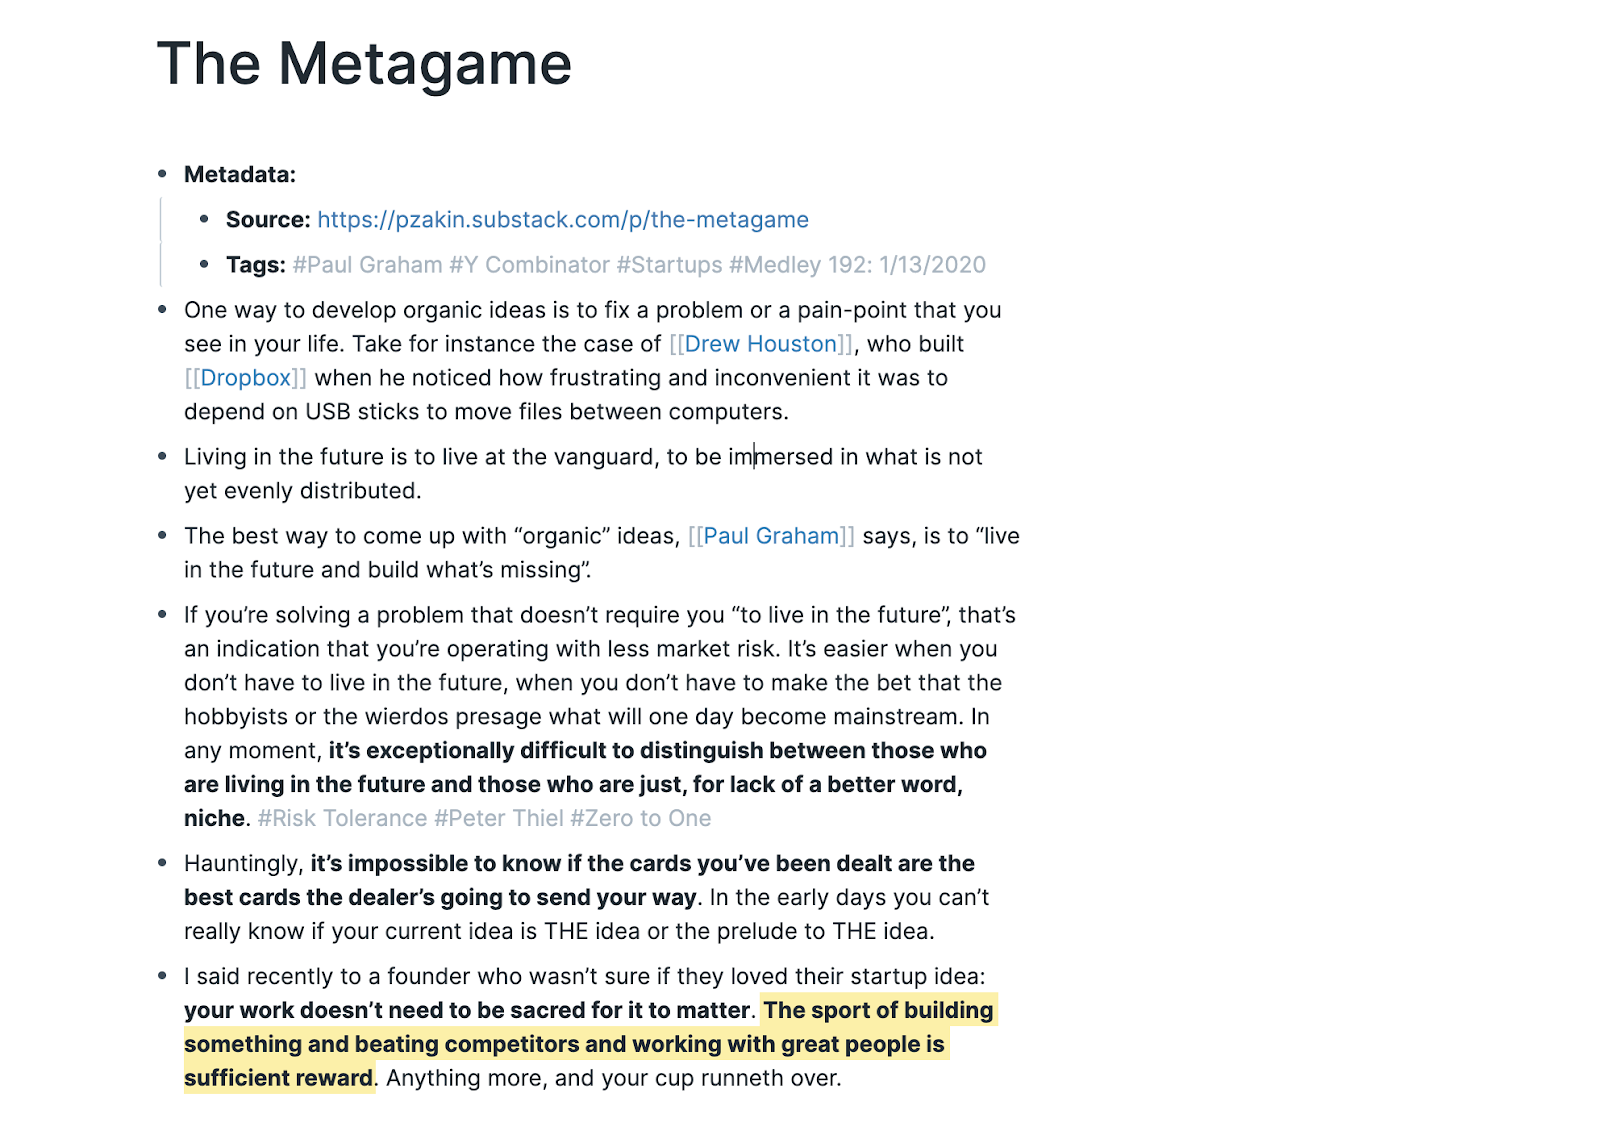 The Metagame
Metadata:
Source: https://pzakin.substack.com/p/the-metagame
Tags: #Paul Graham #Y Combinator #Startups #Medley 192: 1/13/2020
One way to develop organic ideas is to fix a problem or a pain-point that you
see in your life. Take for instance the case of [[Drew Houston]], who built
[[Dropbox]] when he noticed how frustrating and inconvenient it was to
depend on USB sticks to move files between computers.
Living in the future is to live at the vanguard, to be immersed in what is not
yet evenly distributed.
The best way to come up with “organic” ideas, [[Paul Graham]] says, is to “live
in the future and build what’s missing”.
If you’re solving a problem that doesn’t require you “to live in the future”, that’s
an indication that you’re operating with less market risk. It’s easier when you
don’t have to live in the future, when you don’t have to make the bet that the
hobbyists or the wierdos presage what will one day become mainstream. In
any moment, it’s exceptionally difficult to distinguish between those who
are living in the future and those who are just, for lack of a better word,
niche. #Risk Tolerance #Peter Thiel #Zero to One
Hauntingly, it’s impossible to know if the cards you’ve been dealt are the
best cards the dealer’s going to send your way. In the early days you can’t
really know if your current idea is THE idea or the prelude to THE idea.
I said recently to a founder who wasn’t sure if they loved their startup idea:
your work doesn’t need to be sacred for it to matter. The sport of building
something and beating competitors and working with great people is
sufficient reward. Anything more, and your cup runneth over.